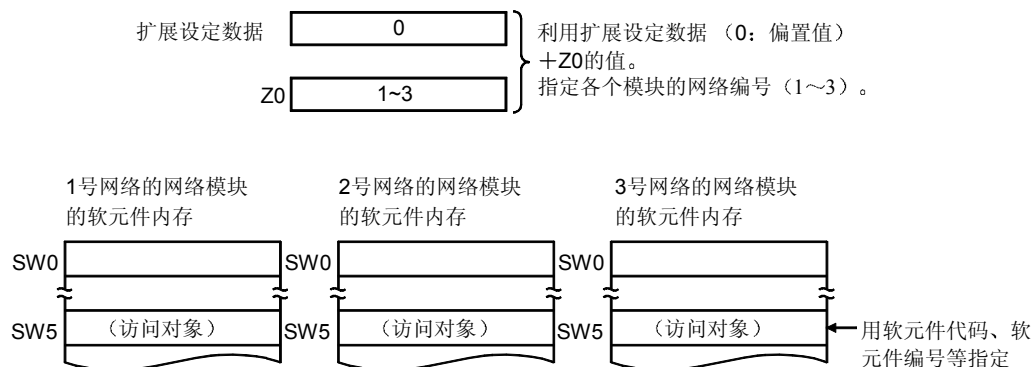 扩展设定数据 0
利用扩展设定数据 (0: 偏置值)
+Z0的值。
Z0 1~3
指定各个模块的网络编号 (1～3) 。
1号网络的网络模块
的软元件内存
2号网络的网络模块
的软元件内存
3号网络的网络模块
的软元件内存
SW0 SW0 SW0
SW5 (访问对象) SW5 (访问对象) SW5 (访问对象)
用软元件代码、软
元件编号等指定